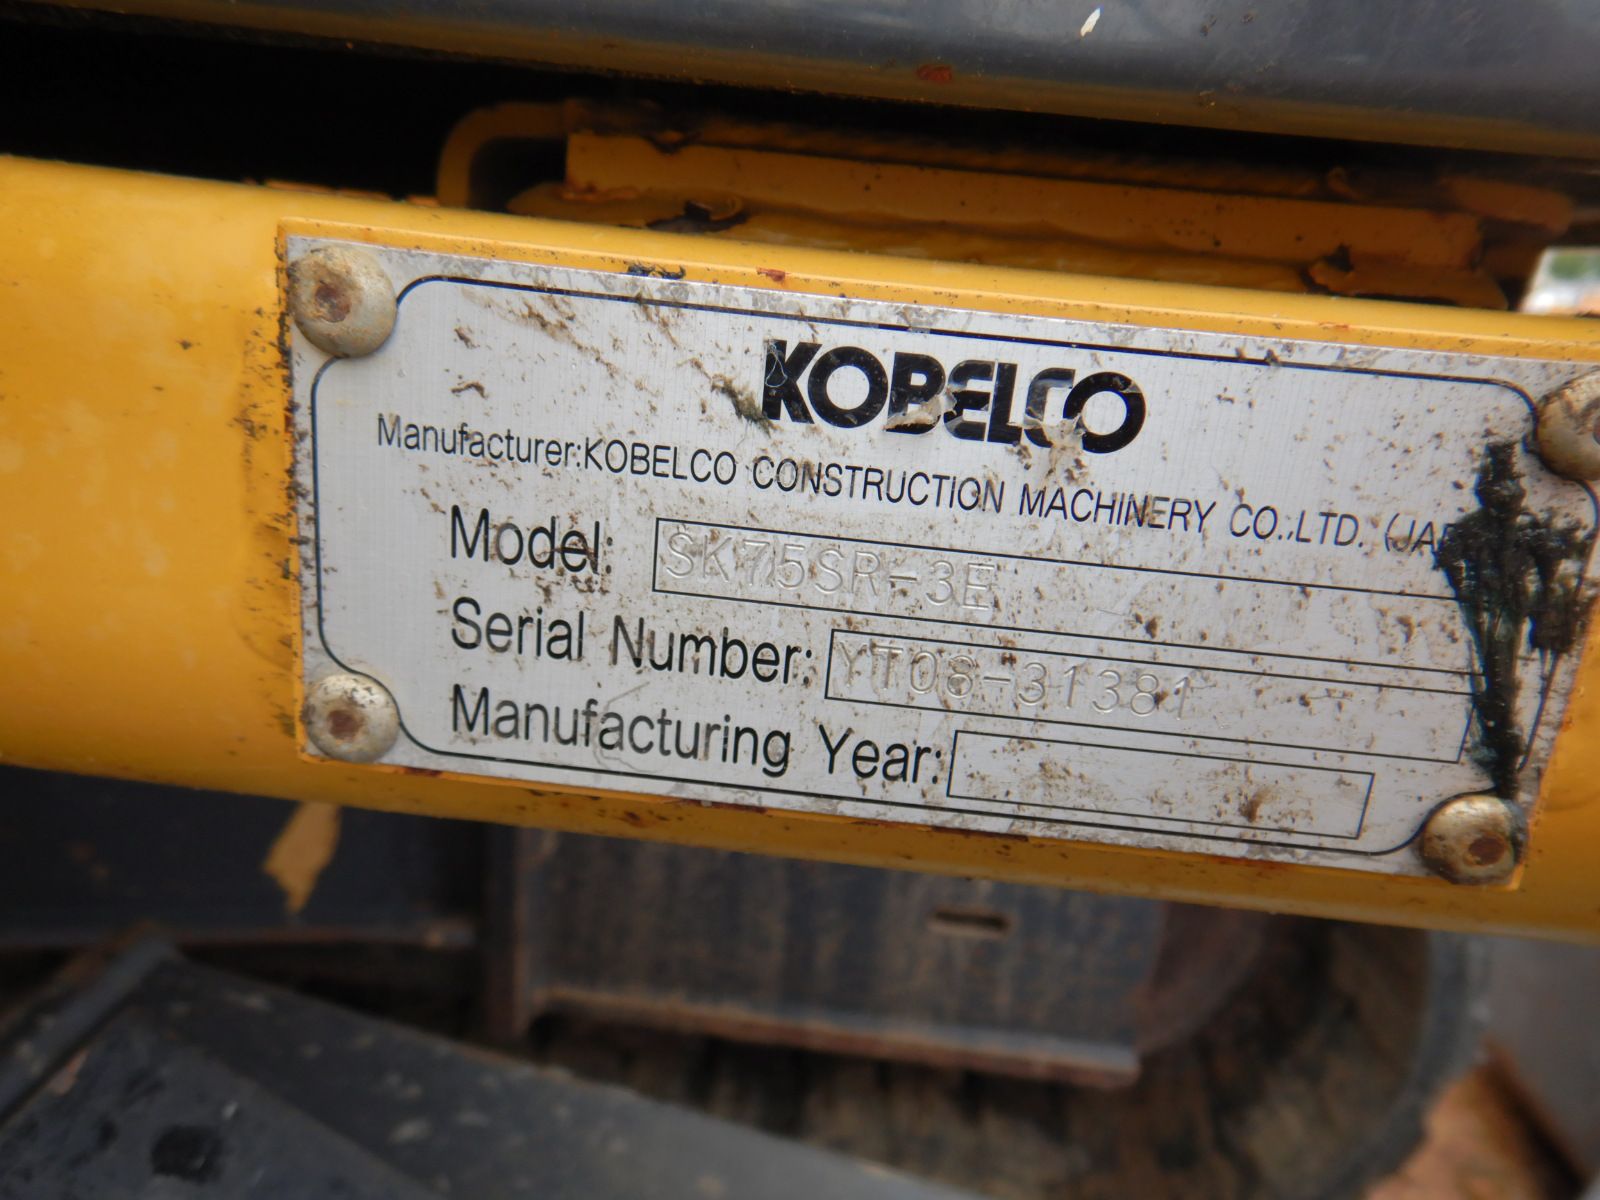 KOBELCO
Manufacturer:KOBELCO CONSTRUCTION MACHINERY CO.,LTD.
Model: SK75SR-3E
Serial Number: YT08-31381
Manufacturing Year: